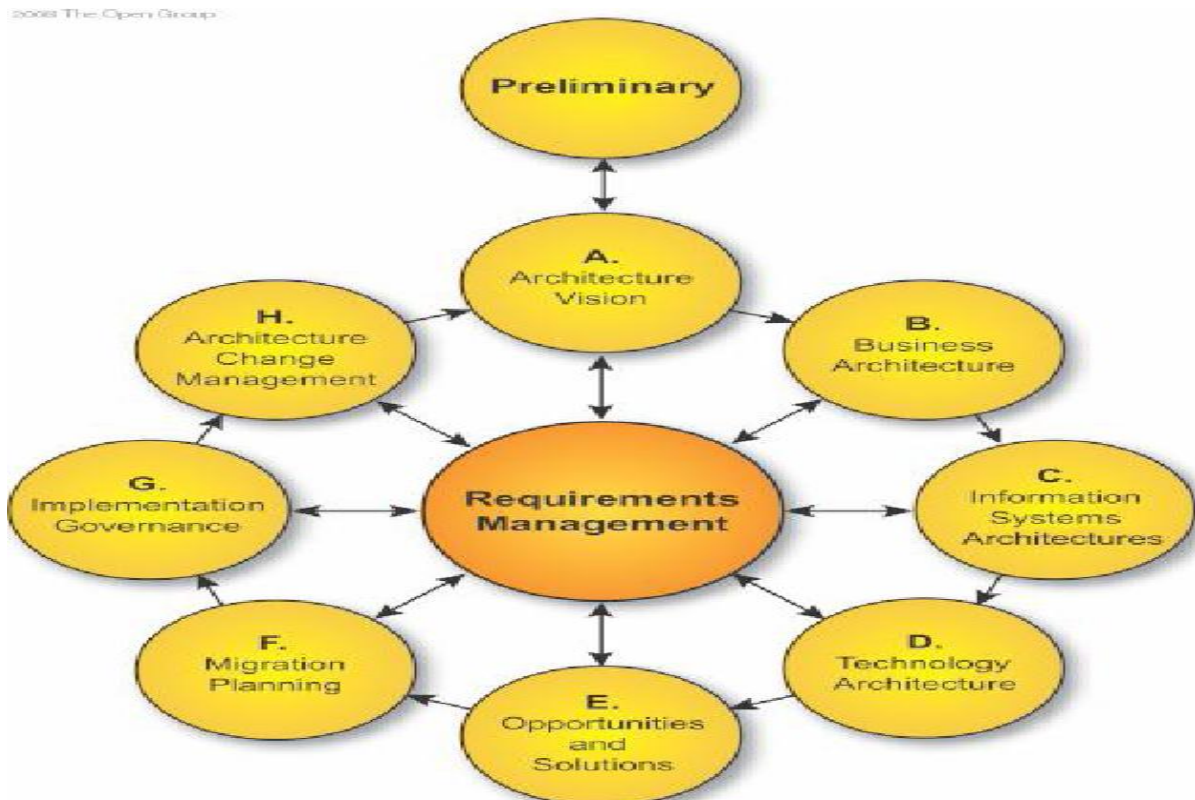 2008 The Open Group
Preliminary
A.
Architecture
Vision
B.
Business
Architecture
C.
Information
Systems
Architectures
D.
Technology
Architecture
E.
Opportunities
and
Solutions
F.
Migration
Planning
G.
Implementation
Governance
H.
Architecture
Change
Management
Requirements
Management